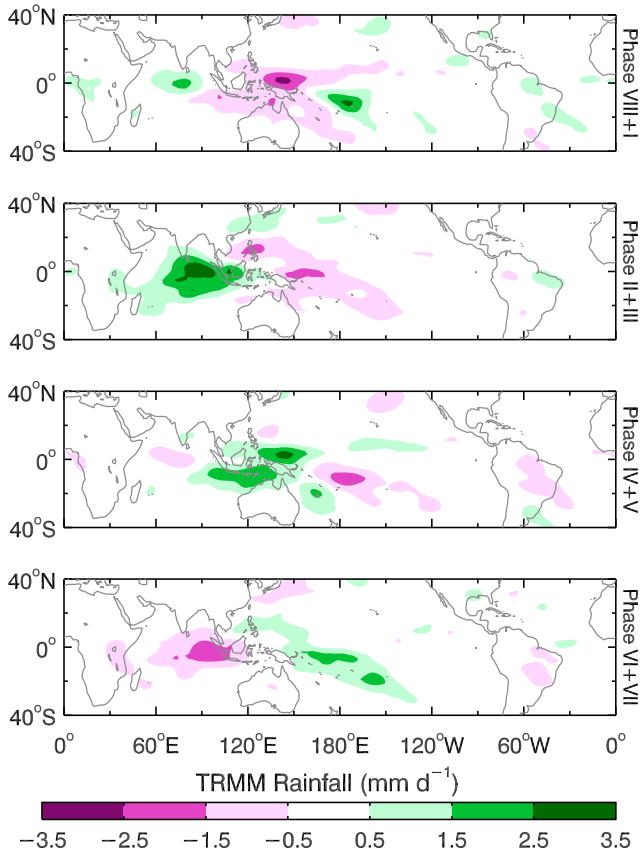 40°N
0°
40°S
Phase VIII+I
40°N
0°
40°S
Phase II+III
40°N
0°
40°S
Phase IV+V
40°N
0°
40°S
Phase VI+VII
0° 60°E 120°E 180°E 120°W 60°W 0°
TRMM Rainfall (mm d⁻¹)
−3.5 −2.5 −1.5 −0.5 0.5 1.5 2.5 3.5